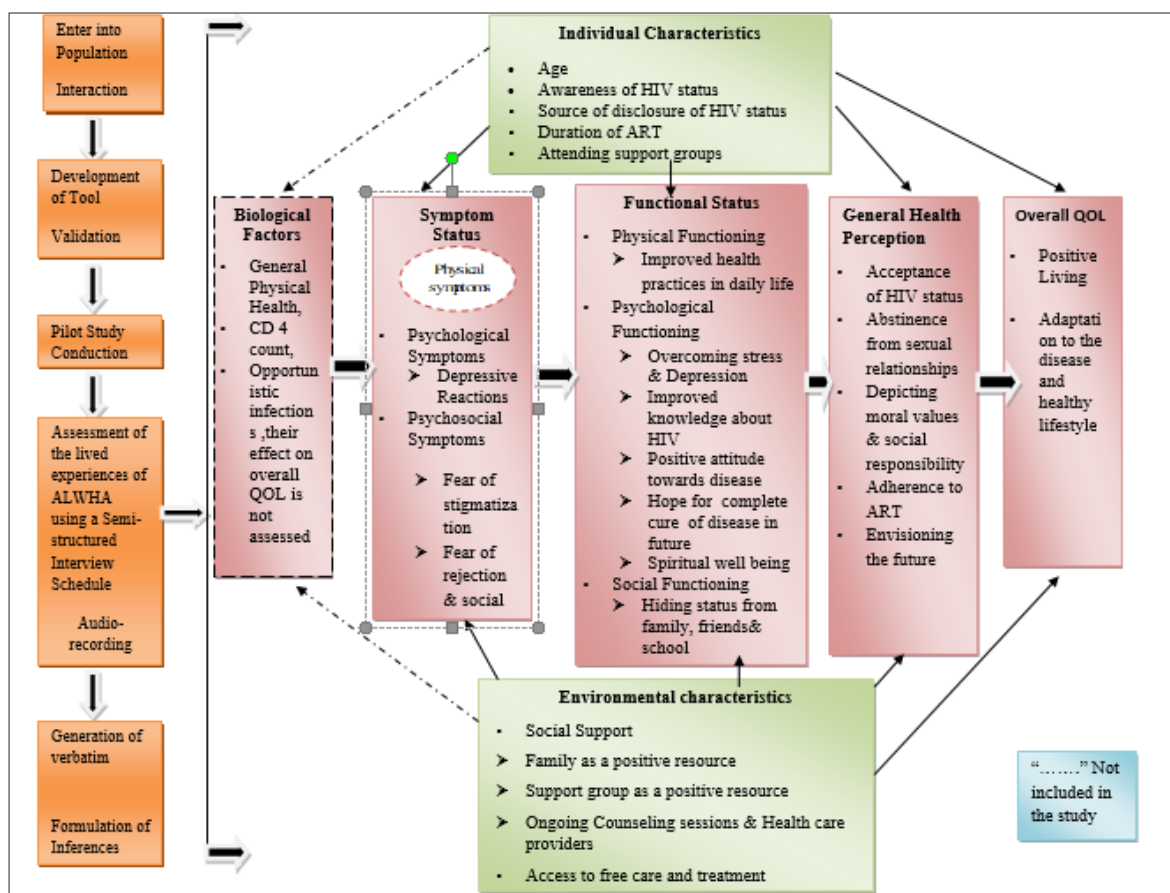 Enter into
Population
Interaction
Development
of Tool
Validation
Pilot Study
Conduction
Assessment of
the lived
experiences of
ALWHA
using a Semi-
structured
Interview
Schedule
Audio-
recording
Generation of
verbatim
Formulation of
Inferences
Individual Characteristics
• Age
• Awareness of HIV status
• Source of disclosure of HIV status
• Duration of ART
• Attending support groups
Biological
Factors
- General
Physical
Health,
- CD 4
count,
- Opportun
istic
infection
s ,their
effect on
overall
QOL is
not
assessed
Symptom
Status
Physical
symptoms
- Psychological
Symptoms
➢ Depressive
Reactions
- Psychosocial
Symptoms
➢ Fear of
stigmatiza
tion
➢ Fear of
rejection
& social
Functional Status
- Physical Functioning
➢ Improved health
practices in daily life
- Psychological
Functioning
➢ Overcoming stress
& Depression
➢ Improved
knowledge about
HIV
➢ Positive attitude
towards disease
➢ Hope for complete
cure of disease in
future
➢ Spiritual well being
- Social Functioning
➢ Hiding status from
family, friends&
school
General Health
Perception
- Acceptance
of HIV status
- Abstinence
from sexual
relationships
- Depicting
moral values
& social
responsibility
- Adherence to
ART
- Envisioning
the future
Overall QOL
- Positive
Living
- Adaptati
on to the
disease
and
healthy
lifestyle
Environmental characteristics
- Social Support
➢ Family as a positive resource
➢ Support group as a positive resource
➢ Ongoing Counseling sessions & Health care
providers
- Access to free care and treatment
“…….” Not
included in
the study